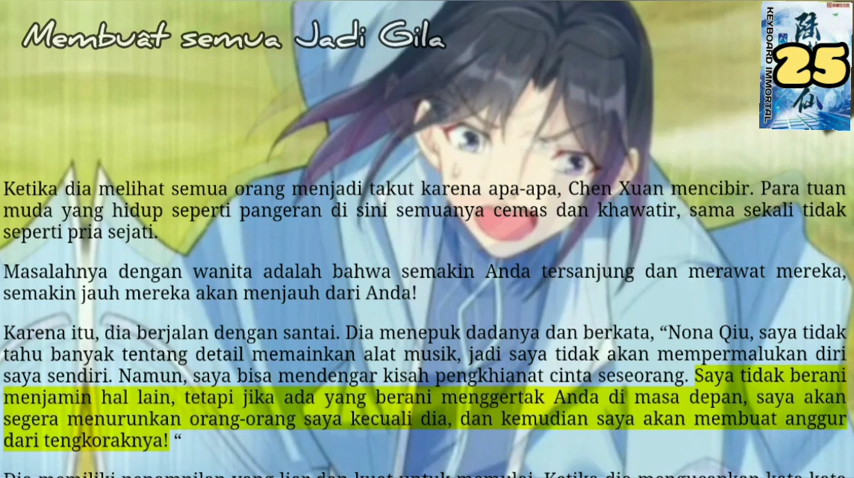 Membuat semua Jadi Gila
KEYBOARD IMMORTAL
25
Ketika dia melihat semua orang menjadi takut karena apa-apa, Chen Xuan mencibir. Para tuan
muda yang hidup seperti pangeran di sini semuanya cemas dan khawatir, sama sekali tidak
seperti pria sejati.
Masalahnya dengan wanita adalah bahwa semakin Anda tersanjung dan merawat mereka,
semakin jauh mereka akan menjauh dari Anda!
Karena itu, dia berjalan dengan santai. Dia menepuk dadanya dan berkata, “Nona Qiu, saya tidak
tahu banyak tentang detail memainkan alat musik, jadi saya tidak akan mempermalukan diri
saya sendiri. Namun, saya bisa mendengar kisah pengkhianat cinta seseorang. Saya tidak berani
menjamin hal lain, tetapi jika ada yang berani menggertak Anda di masa depan, saya akan
segera menurunkan orang-orang saya kecuali dia, dan kemudian saya akan membuat anggur
dari tengkoraknya! “